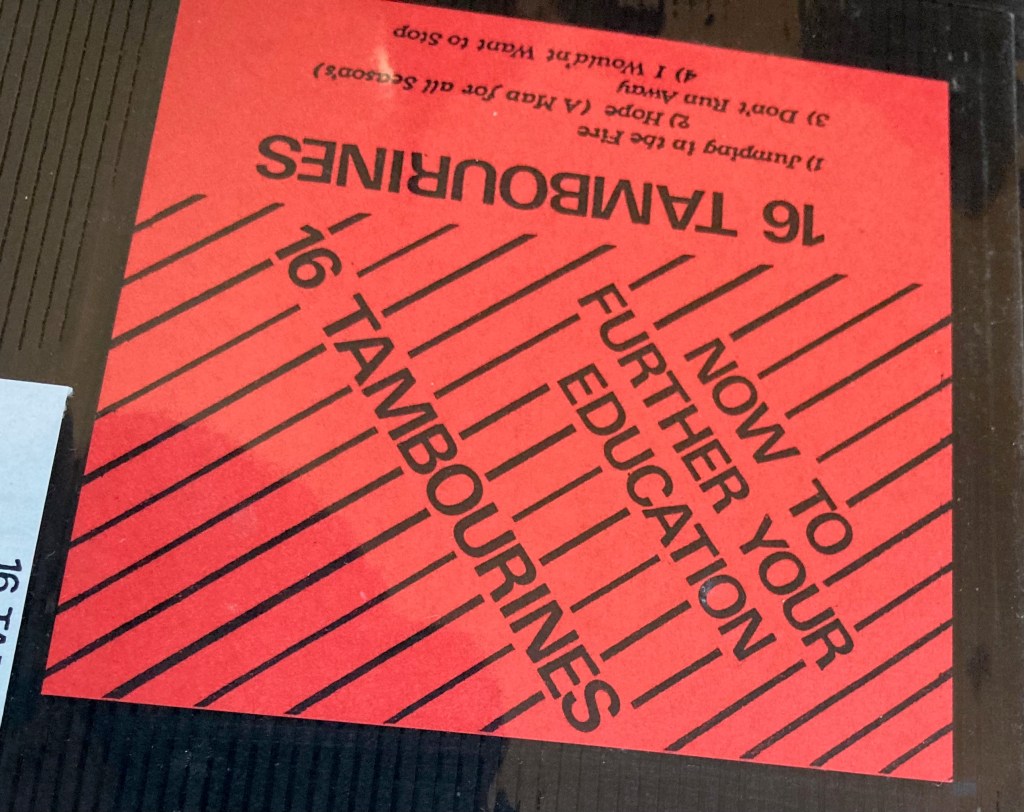 16 TAMBOURINES
NOW TO
FURTHER YOUR
EDUCATION
16 TAMBOURINES
1) Jumping in the Fire
2) Hope (A Man for all Season's)
3) Don't Run Away
4) I Would'nt Want to Stop
16